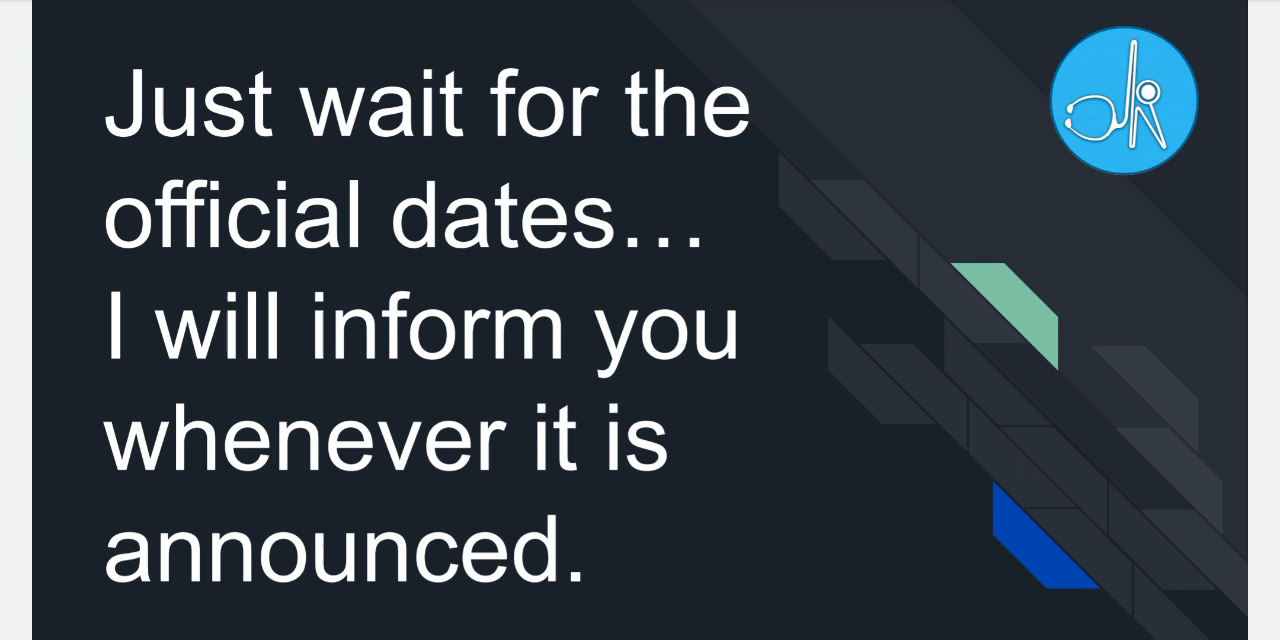 Just wait for the
official dates…
I will inform you
whenever it is
announced.